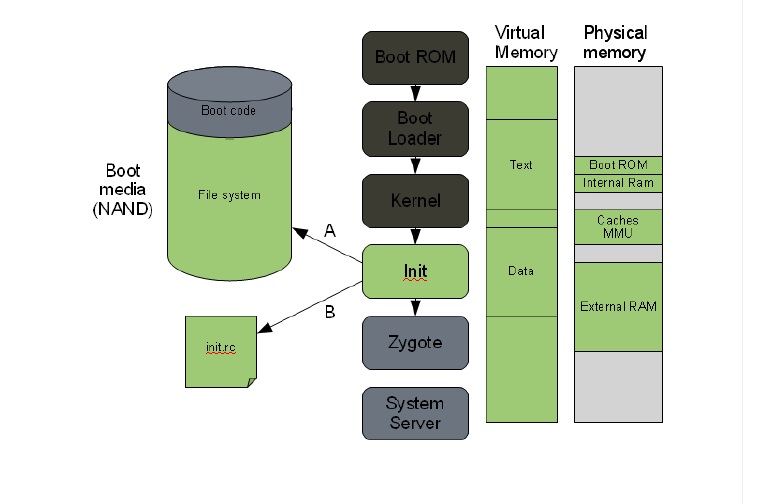 Virtual
Memory
Physical
memory
Boot ROM
Boot code
Boot
Loader
Boot
media
(NAND)
File system
Text
Boot ROM
Internal Ram
Kernel
Caches
MMU
A
Init
Data
B
External RAM
init.rc
Zygote
System
Server